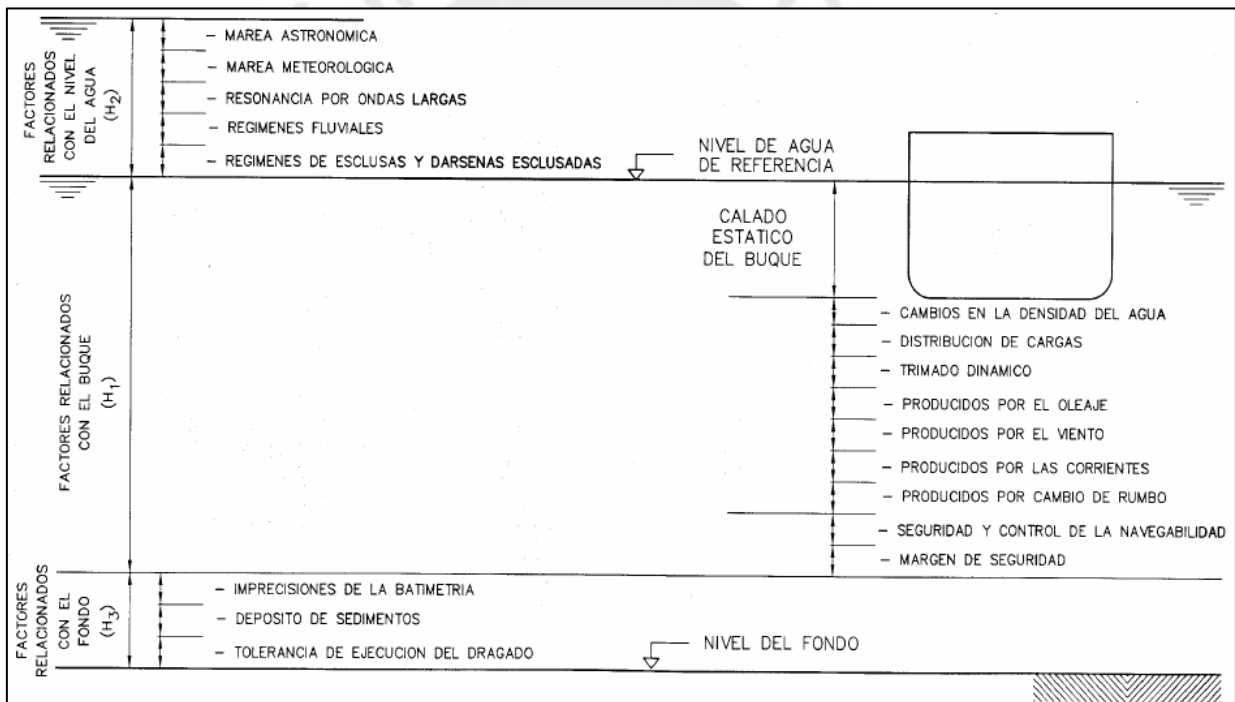 FACTORES
RELACIONADOS
CON EL NIVEL
DEL AGUA
(H2)
- MAREA ASTRONOMICA
- MAREA METEOROLOGICA
- RESONANCIA POR ONDAS LARGAS
- REGIMENES FLUVIALES
- REGIMENES DE ESCLUSAS Y DARSENAS ESCLUSADAS
NIVEL DE AGUA
DE REFERENCIA
FACTORES RELACIONADOS
CON EL BUQUE
(H1)
CALADO
ESTATICO
DEL BUQUE
- CAMBIOS EN LA DENSIDAD DEL AGUA
- DISTRIBUCION DE CARGAS
- TRIMADO DINAMICO
- PRODUCIDOS POR EL OLEAJE
- PRODUCIDOS POR EL VIENTO
- PRODUCIDOS POR LAS CORRIENTES
- PRODUCIDOS POR CAMBIO DE RUMBO
- SEGURIDAD Y CONTROL DE LA NAVEGABILIDAD
- MARGEN DE SEGURIDAD
FACTORES
RELACIONADOS
CON EL
FONDO
(H3)
- IMPRECISIONES DE LA BATIMETRIA
- DEPOSITO DE SEDIMENTOS
- TOLERANCIA DE EJECUCION DEL DRAGADO
NIVEL DEL FONDO